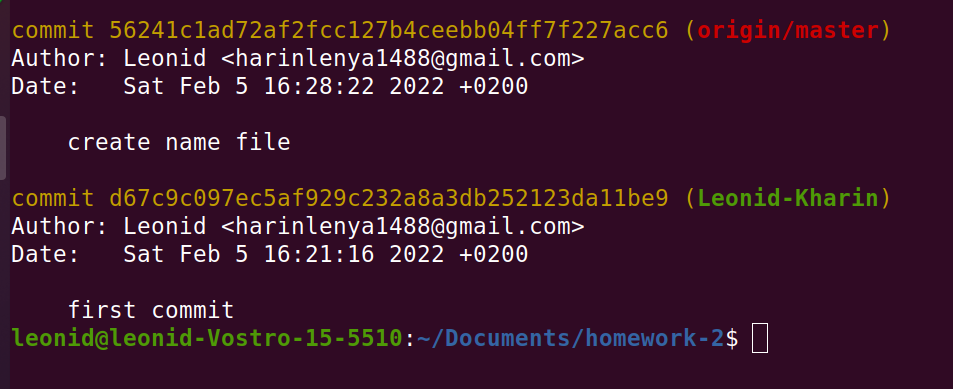 commit 56241c1ad72af2fcc127b4ceebb04ff7f227acc6 (origin/master)
Author: Leonid <harinlenya1488@gmail.com>
Date:   Sat Feb 5 16:28:22 2022 +0200
create name file
commit d67c9c097ec5af929c232a8a3db252123da11be9 (Leonid-Kharin)
Author: Leonid <harinlenya1488@gmail.com>
Date:   Sat Feb 5 16:21:16 2022 +0200
first commit
leonid@leonid-Vostro-15-5510:~/Documents/homework-2$